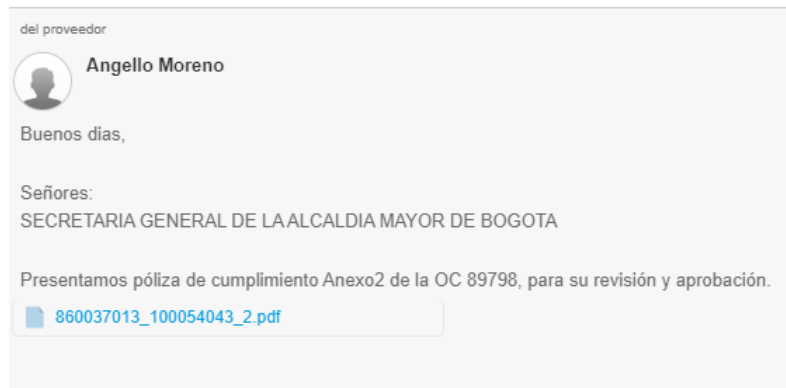 del proveedor
Angello Moreno
Buenos dias,
Señores:
SECRETARIA GENERAL DE LA ALCALDIA MAYOR DE BOGOTA
Presentamos póliza de cumplimiento Anexo2 de la OC 89798, para su revisión y aprobación.
860037013_100054043_2.pdf